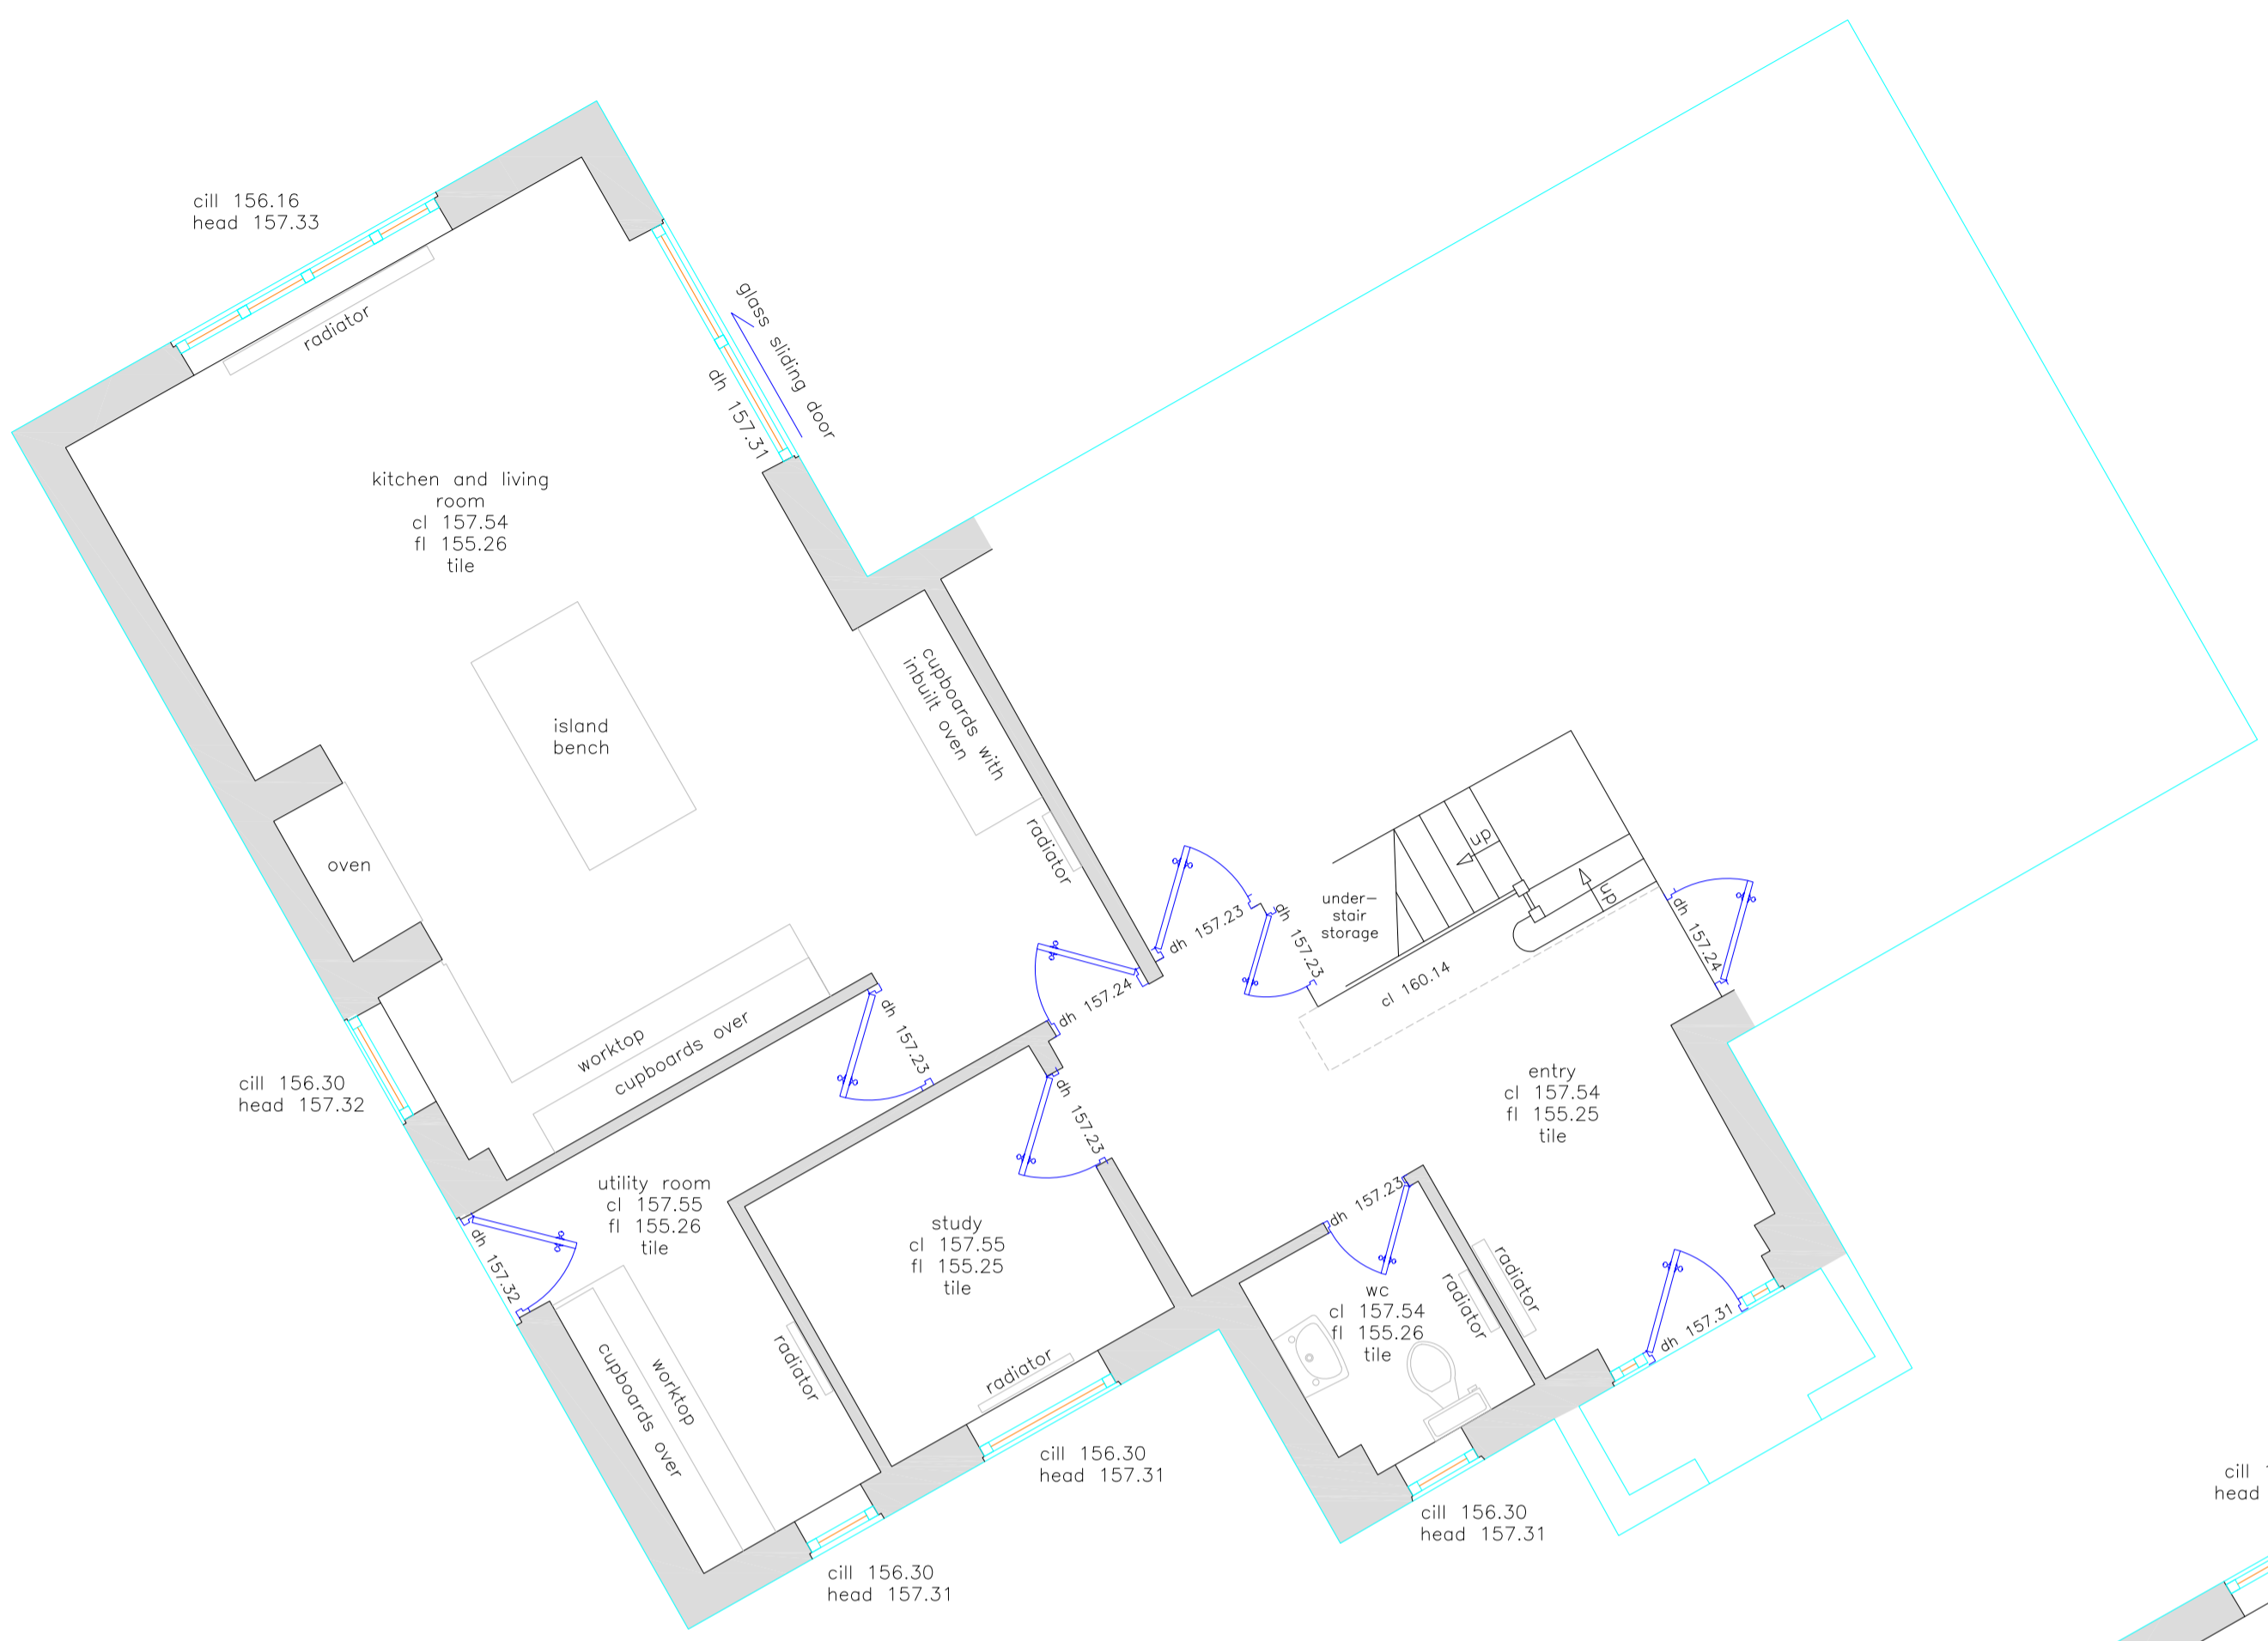 cill 156.16
head 157.33
radiator
glass sliding door
dh 157.31
kitchen and living
room
cl 157.54
fl 155.26
tile
island
bench
cupboards with
inbuilt oven
radiator
oven
worktop
cupboards over
cill 156.30
head 157.32
dh 157.23
dh 157.24
dh 157.23
dh 157.23
under-
stair
storage
up
up
cl 160.14
dh 157.24
entry
cl 157.54
fl 155.25
tile
dh 157.23
utility room
cl 157.55
fl 155.26
tile
dh 157.32
study
cl 157.55
fl 155.25
tile
dh 157.23
wc
cl 157.54
fl 155.26
tile
radiator
radiator
dh 157.31
cupboards over
worktop
radiator
radiator
cill 156.30
head 157.31
cill 156.30
head 157.31
cill 156.30
head 157.31
cill
head